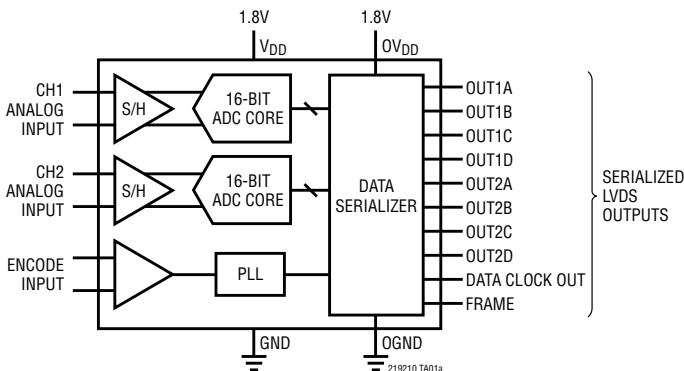 1.8V
1.8V
VDD
OVDD
CH1
ANALOG
INPUT
S/H
16-BIT
ADC CORE
CH2
ANALOG
INPUT
S/H
16-BIT
ADC CORE
ENCODE
INPUT
PLL
DATA
SERIALIZER
OUT1A
OUT1B
OUT1C
OUT1D
OUT2A
OUT2B
OUT2C
OUT2D
DATA CLOCK OUT
FRAME
SERIALIZED
LVDS
OUTPUTS
GND
OGND
219210 TA01a